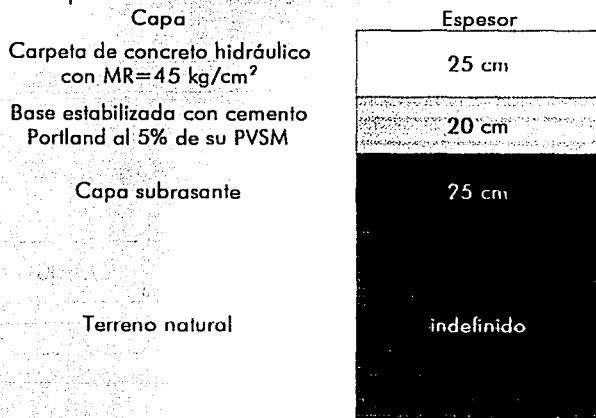 Capa Espesor
Carpeta de concreto hidráulico
con MR=45 kg/cm² 25 cm
Base estabilizada con cemento
Portland al 5% de su PVSM 20 cm
Capa subrasante 25 cm
Terreno natural indefinido